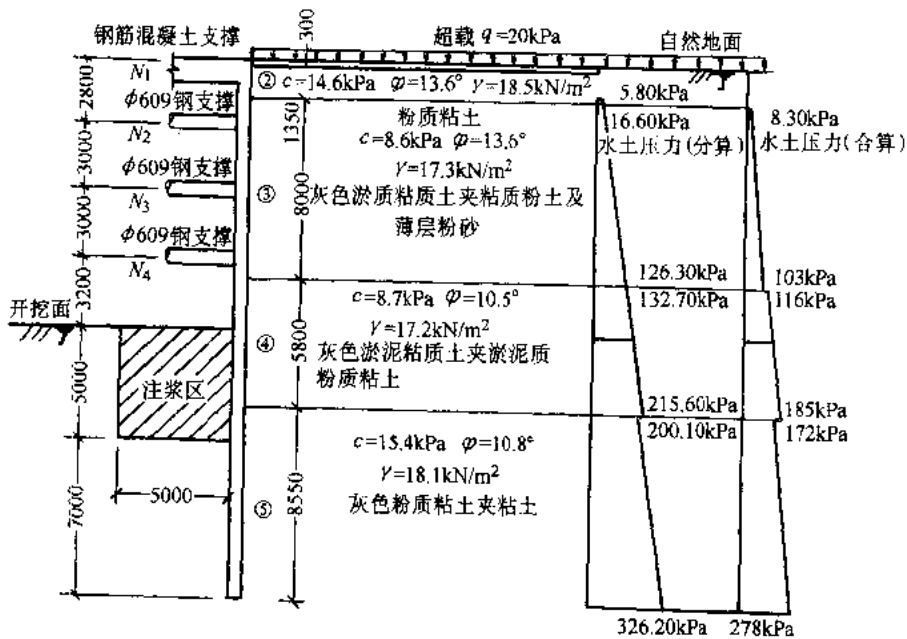 钢筋混凝土支撑
300
超载 q=20kPa
自然地面
N1
② c=14.6kPa φ=13.6° γ=18.5kN/m²
2800
φ609钢支撑
N2
1350
粉质粘土
5.80kPa
16.60kPa
8.30kPa
水土压力(分算)
水土压力(合算)
c=8.6kPa φ=13.6°
γ=17.3kN/m²
3000
φ609钢支撑
N3
③
8000
灰色淤质粘质土夹粘质粉土及
薄层粉砂
3000
φ609钢支撑
N4
126.30kPa
103kPa
132.70kPa
116kPa
3200
开挖面
c=8.7kPa φ=10.5°
γ=17.2kN/m²
④
5800
灰色淤泥粘质土夹淤泥质
粉质粘土
5000
注浆区
215.60kPa
185kPa
200.10kPa
172kPa
c=15.4kPa φ=10.8°
γ=18.1kN/m²
5000
7000
⑤
8550
灰色粉质粘土夹粘土
326.20kPa
278kPa